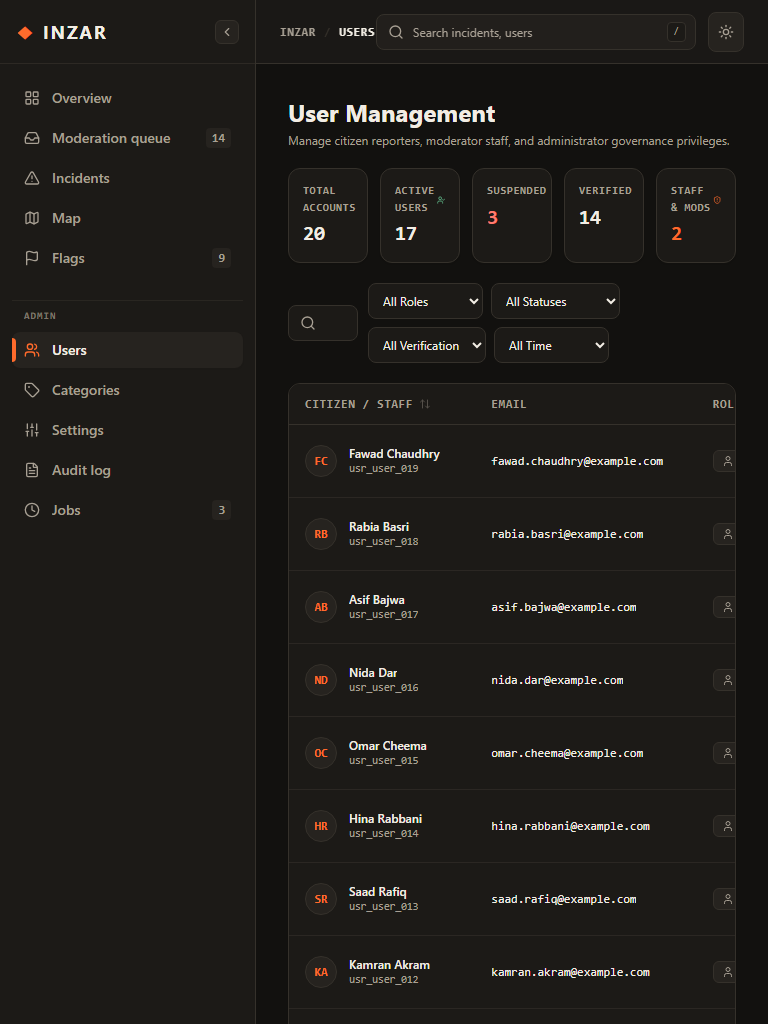 INZAR
INZAR / USERS
Search incidents, users
/
Overview
Moderation queue 14
Incidents
Map
Flags 9
ADMIN
Users
Categories
Settings
Audit log
Jobs 3
User Management
Manage citizen reporters, moderator staff, and administrator governance privileges.
TOTAL
ACCOUNTS
20
ACTIVE
USERS
17
SUSPENDED
3
VERIFIED
14
STAFF
& MODS
2
All Roles
All Statuses
All Verification
All Time
CITIZEN / STAFF EMAIL ROL
FC Fawad Chaudhry fawad.chaudhry@example.com
usr_user_019
RB Rabia Basri rabia.basri@example.com
usr_user_018
AB Asif Bajwa asif.bajwa@example.com
usr_user_017
ND Nida Dar nida.dar@example.com
usr_user_016
OC Omar Cheema omar.cheema@example.com
usr_user_015
HR Hina Rabbani hina.rabbani@example.com
usr_user_014
SR Saad Rafiq saad.rafiq@example.com
usr_user_013
KA Kamran Akram kamran.akram@example.com
usr_user_012